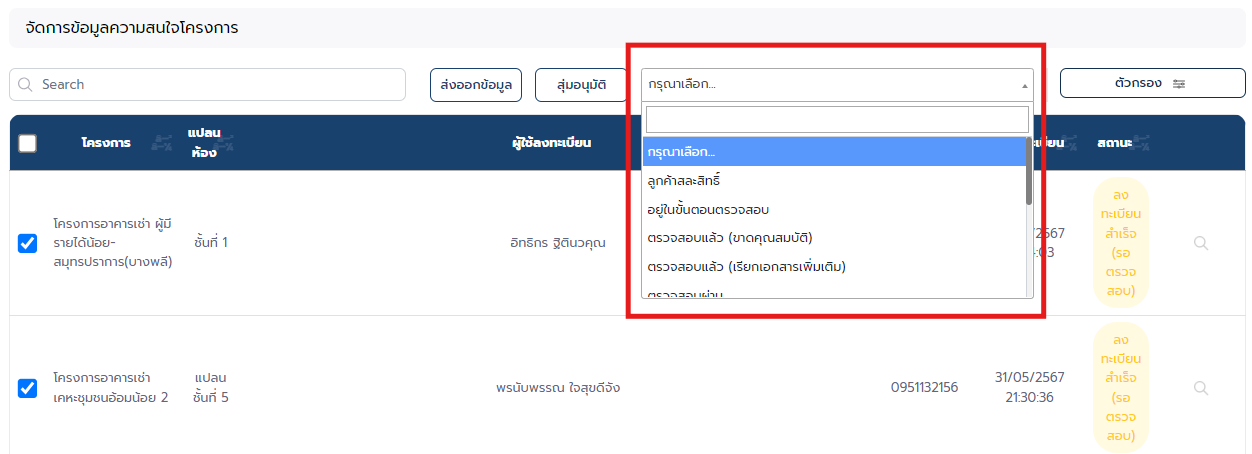 จัดการข้อมูลความสนใจโครงการ
Search
ส่งออกข้อมูล
สุ่มอนุมัติ
กรุณาเลือก...
ตัวกรอง
โครงการ
แปลน
ห้อง
ผู้ใช้ลงทะเบียน
สถานะ
กรุณาเลือก...
ลูกค้าสละสิทธิ์
อยู่ในขั้นตอนตรวจสอบ
ตรวจสอบแล้ว (ขาดคุณสมบัติ)
ตรวจสอบแล้ว (เรียกเอกสารเพิ่มเติม)
ตรวจสอบผ่าน
โครงการอาคารเช่า ผู้มี
รายได้น้อย-
สมุทรปราการ(บางพลี)
ชั้นที่ 1
อิทธิกร ฐิตินวคุณ
/2567
:03
ลง
ทะเบียน
สำเร็จ
(รอ
ตรวจ
สอบ)
โครงการอาคารเช่า
เคหะชุมชนอ้อมน้อย 2
แปลน
ชั้นที่ 5
พรนับพรรณ ใจสุขดีจัง
0951132156
31/05/2567
21:30:36
ลง
ทะเบียน
สำเร็จ
(รอ
ตรวจ
สอบ)